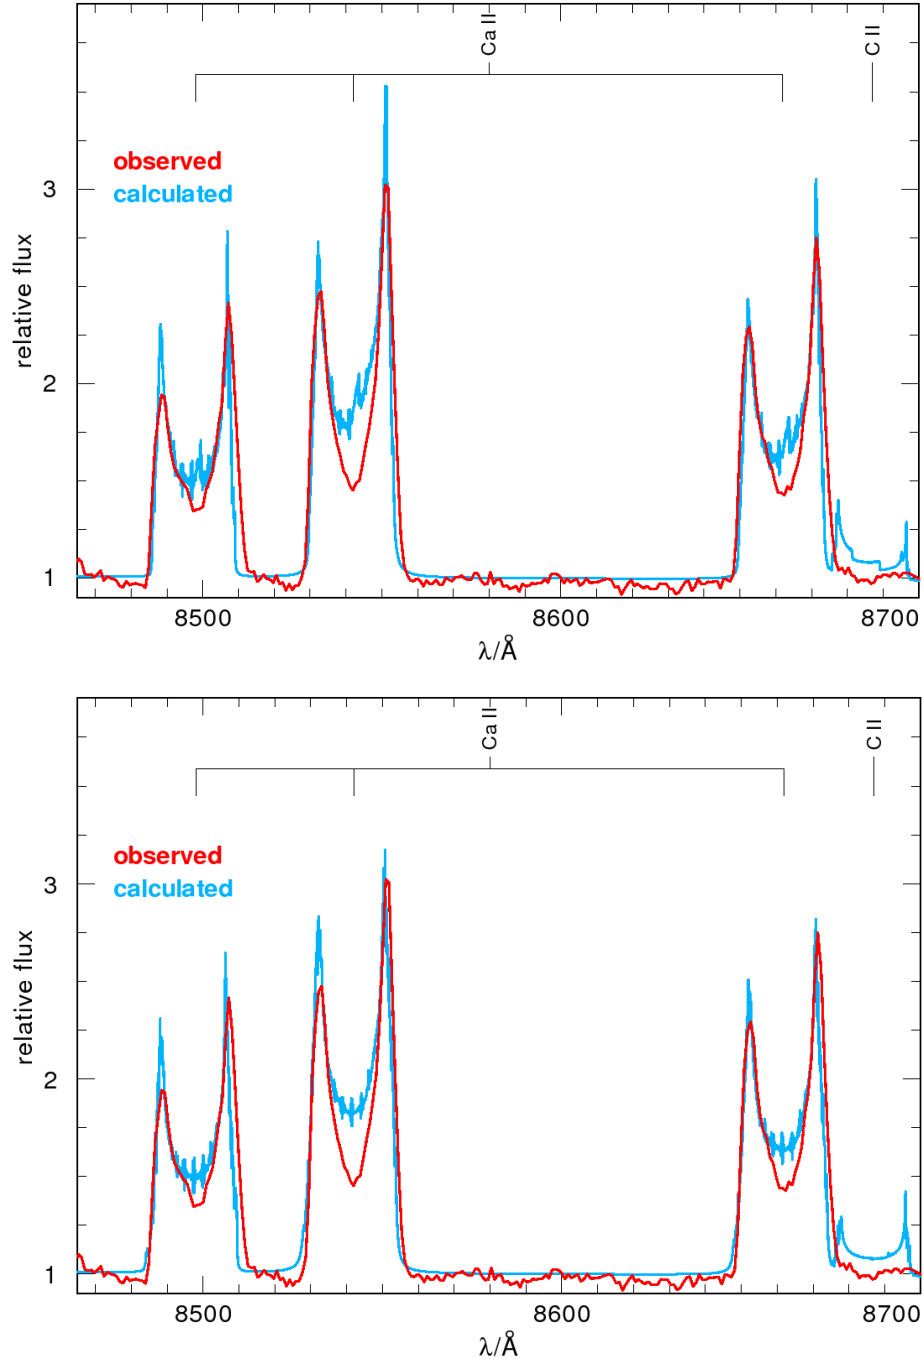 Ca II
C II
observed
calculated
3
2
1
relative flux
8500
8600
8700
λ/Å
Ca II
C II
observed
calculated
3
2
1
relative flux
8500
8600
8700
λ/Å